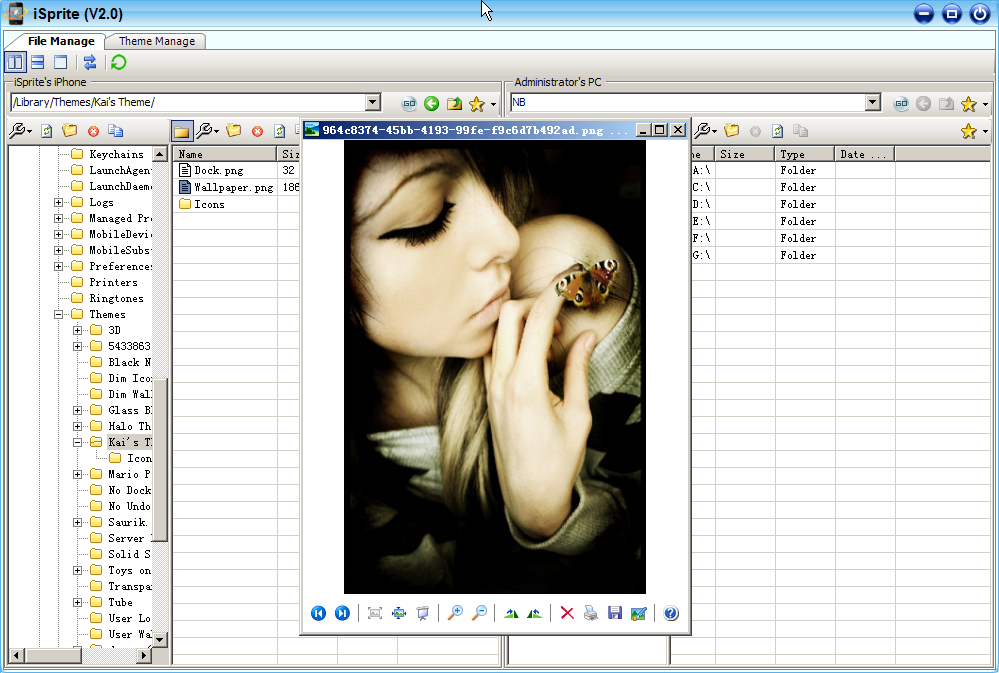 iSprite (V2.0)
File Manage
Theme Manage
iSprite's iPhone
/Library/Themes/Kai's Theme/
GO
Administrator's PC
NB
GO
964c8374-45bb-4193-99fe-f9c6d7b492ad.png ...
Keychains
LaunchAgen
LaunchDaem
Logs
Managed Pr
MobileDevi
MobileSubs
Preferences
Printers
Ringtones
Themes
3D
5433863
Black N
Dim Ico
Dim Wal
Glass B
Halo Th
Kai's T
Icon
Mario P
No Dock
No Undo
Saurik.
Server
Solid S
Toys on
Transpa
Tube
User Lo
User Wa
Name
Siz
Dock.png
32
Wallpaper.png
186
Icons
me
Size
Type
Date ...
A:\
Folder
C:\
Folder
D:\
Folder
E:\
Folder
F:\
Folder
G:\
Folder